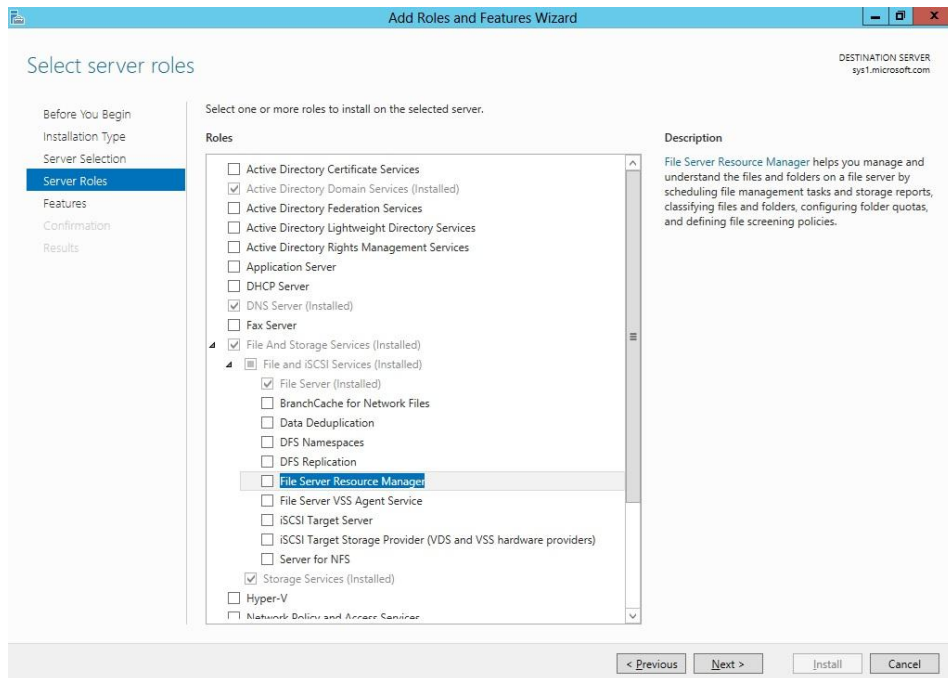 Add Roles and Features Wizard
Select server roles
DESTINATION SERVER
sys1.microsoft.com
Before You Begin
Installation Type
Server Selection
Server Roles
Features
Confirmation
Results
Select one or more roles to install on the selected server.
Roles
Active Directory Certificate Services
Active Directory Domain Services (Installed)
Active Directory Federation Services
Active Directory Lightweight Directory Services
Active Directory Rights Management Services
Application Server
DHCP Server
DNS Server (Installed)
Fax Server
File And Storage Services (Installed)
File and iSCSI Services (Installed)
File Server (Installed)
BranchCache for Network Files
Data Deduplication
DFS Namespaces
DFS Replication
File Server Resource Manager
File Server VSS Agent Service
iSCSI Target Server
iSCSI Target Storage Provider (VDS and VSS hardware providers)
Server for NFS
Storage Services (Installed)
Hyper-V
Network Policy and Access Services
Description
File Server Resource Manager helps you manage and
understand the files and folders on a file server by
scheduling file management tasks and storage reports,
classifying files and folders, configuring folder quotas,
and defining file screening policies.
< Previous
Next >
Install
Cancel